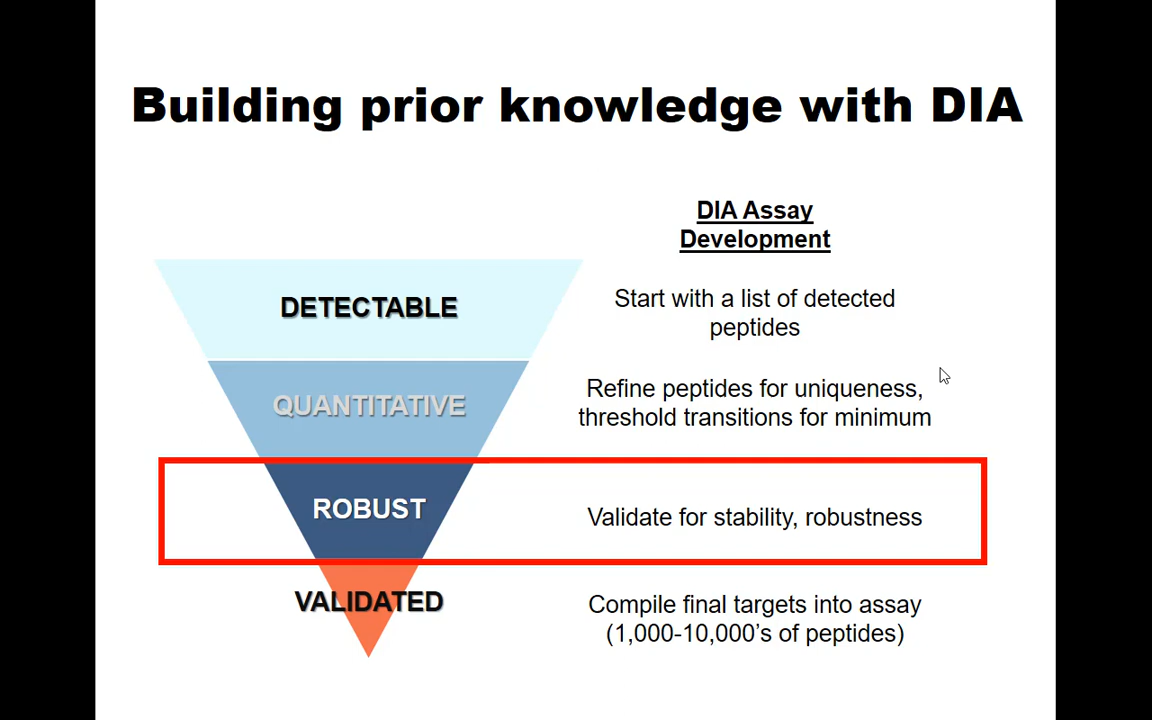 Building prior knowledge with DIA
DIA Assay
Development
DETECTABLE
Start with a list of detected
peptides
QUANTITATIVE
Refine peptides for uniqueness,
threshold transitions for minimum
ROBUST
Validate for stability, robustness
VALIDATED
Compile final targets into assay
(1,000-10,000’s of peptides)